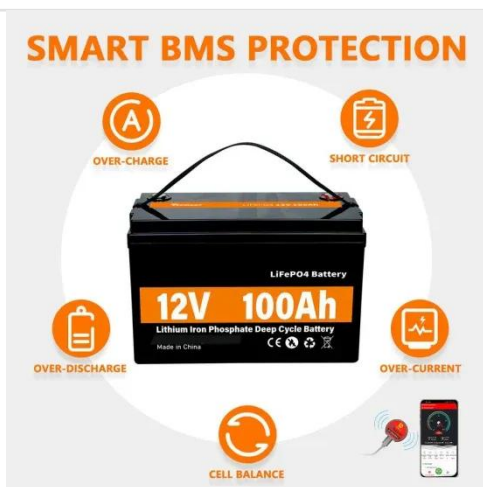 SMART BMS PROTECTION
A
OVER-CHARGE
SHORT CIRCUIT
LiFePO4 Battery
12V 100Ah
Lithium Iron Phosphate Deep Cycle Battery
Made in China
CE
OVER-DISCHARGE
OVER-CURRENT
CELL BALANCE